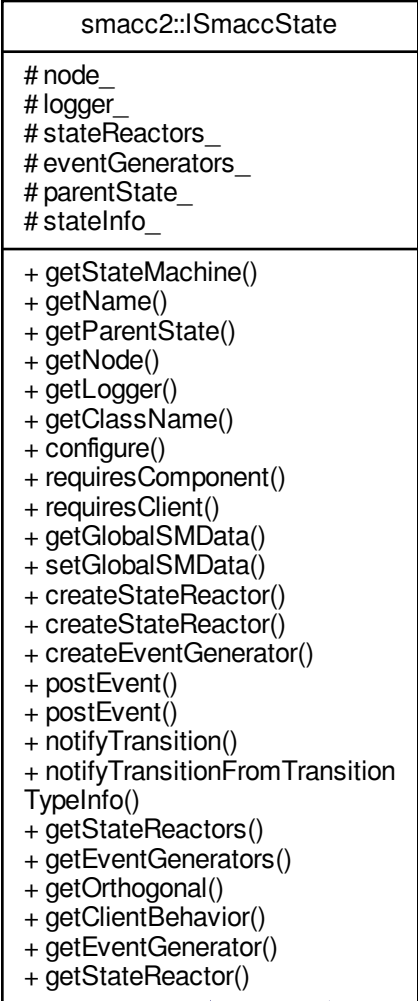 smacc2::ISmaccState
# node_
# logger_
# stateReactors_
# eventGenerators_
# parentState_
# stateInfo_
+ getStateMachine()
+ getName()
+ getParentState()
+ getNode()
+ getLogger()
+ getClassName()
+ configure()
+ requiresComponent()
+ requiresClient()
+ getGlobalSMData()
+ setGlobalSMData()
+ createStateReactor()
+ createStateReactor()
+ createEventGenerator()
+ postEvent()
+ postEvent()
+ notifyTransition()
+ notifyTransitionFromTransition
TypeInfo()
+ getStateReactors()
+ getEventGenerators()
+ getOrthogonal()
+ getClientBehavior()
+ getEventGenerator()
+ getStateReactor()